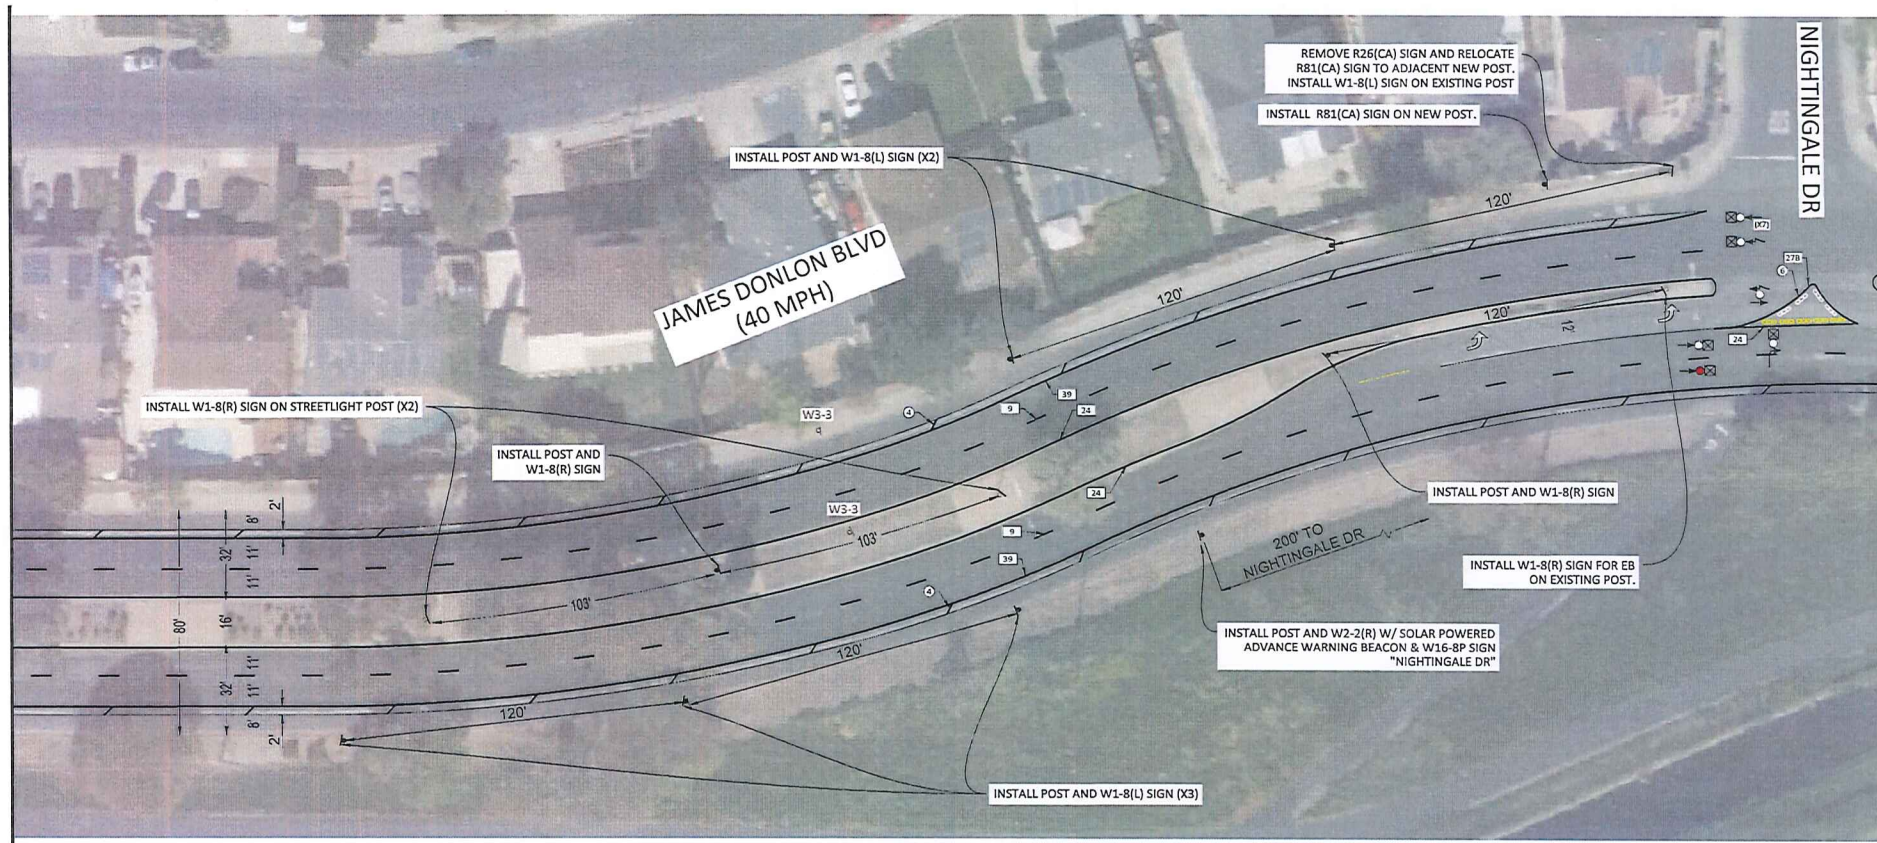 REMOVE R26(CA) SIGN AND RELOCATE
R81(CA) SIGN TO ADJACENT NEW POST.
INSTALL W1-8(L) SIGN ON EXISTING POST
INSTALL R81(CA) SIGN ON NEW POST.
NIGHTINGALE DR
INSTALL POST AND W1-8(L) SIGN (X2)
120'
(X7)
27B
6
JAMES DONLON BLVD
(40 MPH)
120'
120'
12'
24
INSTALL W1-8(R) SIGN ON STREETLIGHT POST (X2)
W3-3
4
9
39
24
INSTALL POST AND
W1-8(R) SIGN
24
INSTALL POST AND W1-8(R) SIGN
W3-3
103'
9
39
200' TO
NIGHTINGALE DR
INSTALL W1-8(R) SIGN FOR EB
ON EXISTING POST.
2'
8'
32'
11'
11'
80'
16'
11'
32'
11'
8'
2'
103'
4
120'
120'
INSTALL POST AND W2-2(R) W/ SOLAR POWERED
ADVANCE WARNING BEACON & W16-8P SIGN
"NIGHTINGALE DR"
INSTALL POST AND W1-8(L) SIGN (X3)